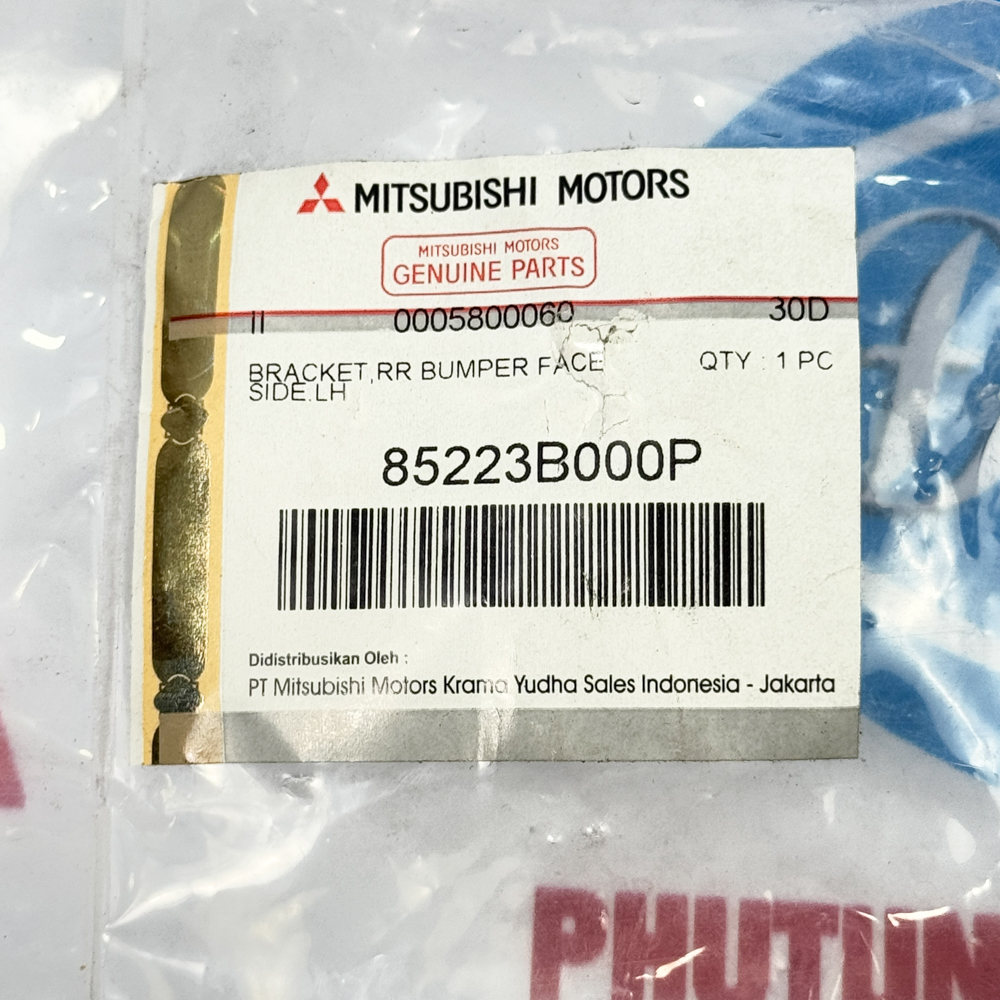 MITSUBISHI MOTORS
MITSUBISHI MOTORS
GENUINE PARTS
II 0005800060 30D
BRACKET,RR BUMPER FACE QTY : 1 PC
SIDE.LH
85223B000P
Didistribusikan Oleh :
PT Mitsubishi Motors Krama Yudha Sales Indonesia - Jakarta
PHUTUN